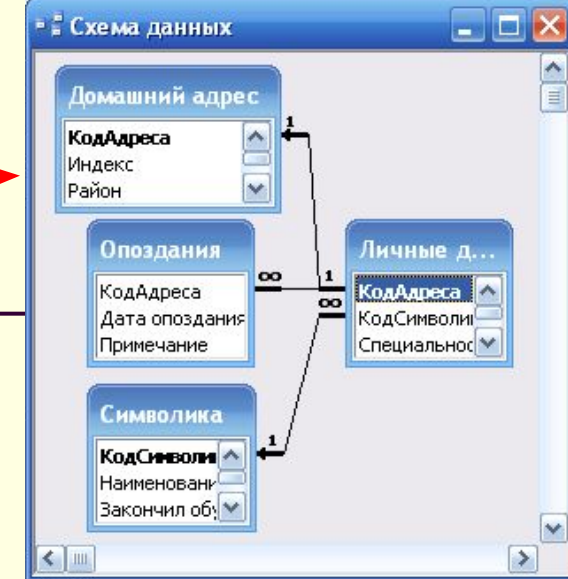 Схема данных
Домашний адрес
КодАдреса
Индекс
Район
1
Опоздания
КодАдреса
Дата опоздания
Примечание
∞
1
∞
Личные д...
КодАдреса
КодСимволи
Специальнос
Символика
КодСимволи
Наименовани
Закончил обу
1